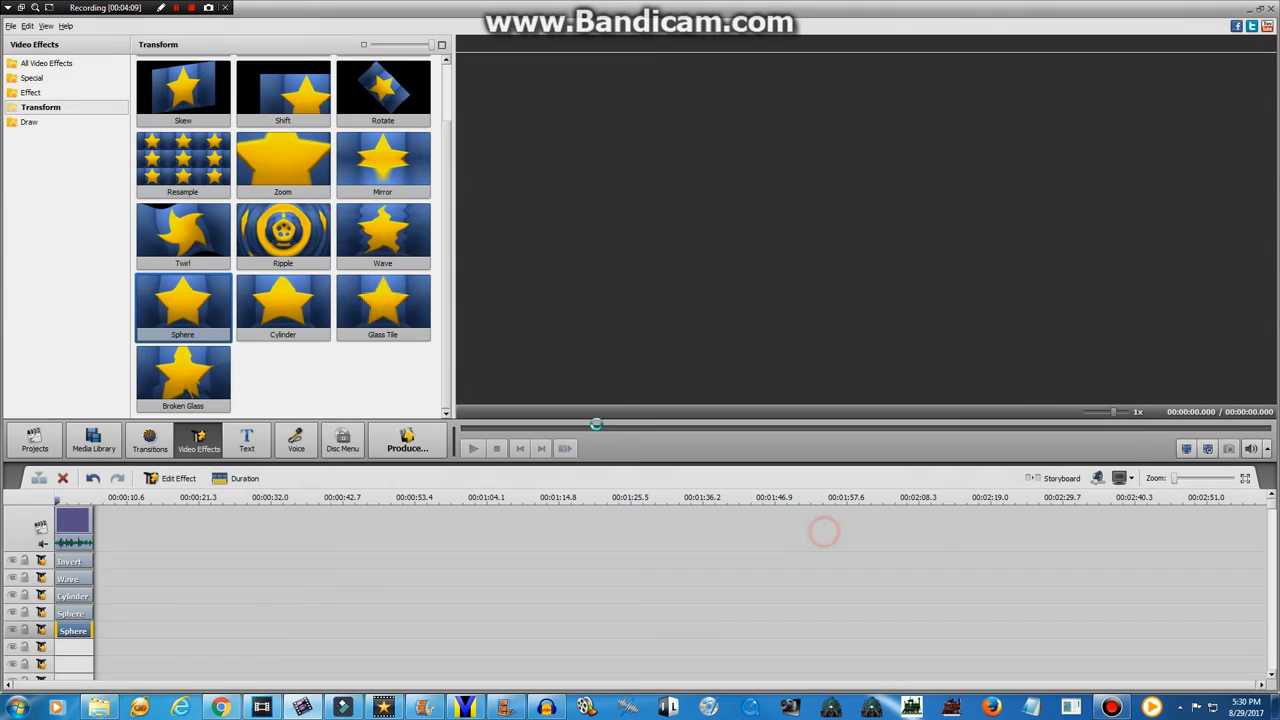 Recording [00:04:09]
www.Bandicam.com
File Edit View Help
Video Effects
Transform
All Video Effects
Special
Effect
Transform
Draw
Skew
Shift
Rotate
Resample
Zoom
Mirror
Twirl
Ripple
Wave
Sphere
Cylinder
Glass Tile
Broken Glass
1x
00:00:00.000 / 00:00:00.000
Projects
Media Library
Transitions
Video Effects
Text
Voice
Disc Menu
Produce...
Edit Effect
Duration
Storyboard
Zoom:
00:00:10.6 00:00:21.3 00:00:32.0 00:00:42.7 00:00:53.4 00:01:04.1 00:01:14.8 00:01:25.5 00:01:36.2 00:01:46.9 00:01:57.6 00:02:08.3 00:02:19.0 00:02:29.7 00:02:40.3 00:02:51.0
Invert
Wave
Cylinder
Sphere
Sphere
5:30 PM
8/29/2017